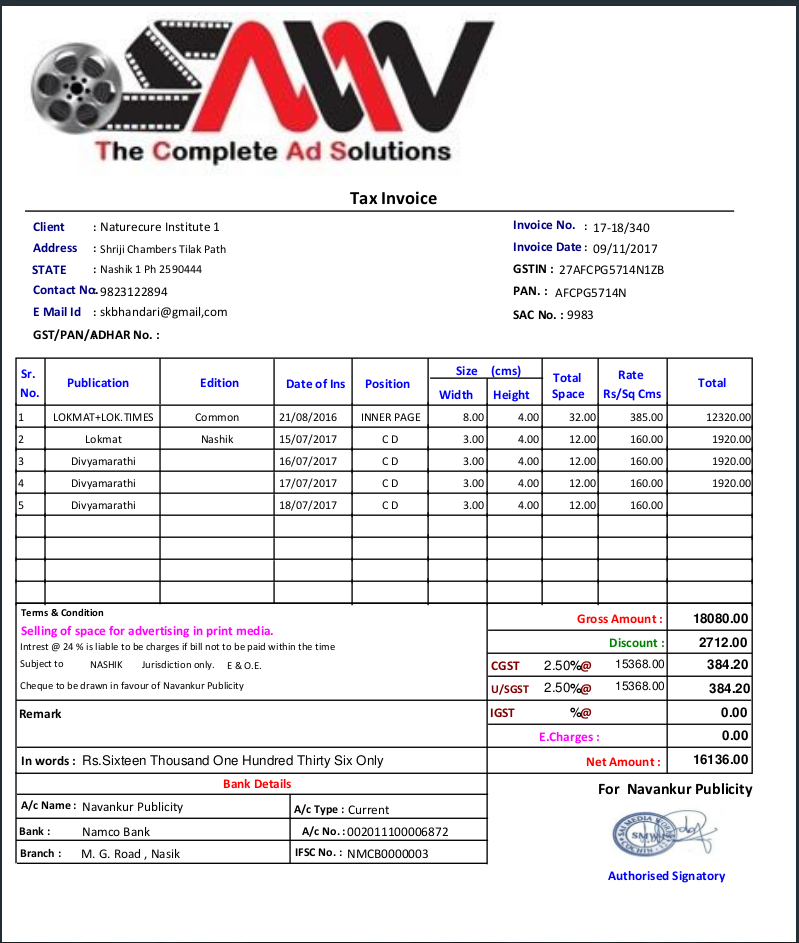 SMW
The Complete Ad Solutions
Tax Invoice
Client : Naturecure Institute 1
Invoice No. : 17-18/340
Address : Shriji Chambers Tilak Path
Invoice Date : 09/11/2017
STATE : Nashik 1 Ph 2590444
GSTIN : 27AFCPG5714N1ZB
Contact No. 9823122894
PAN. : AFCPG5714N
E Mail Id : skbhandari@gmail,com
SAC No. : 9983
GST/PAN/ADHAR No. :
Sr. No. Publication Edition Date of Ins Position Size (cms) Width Height Total Space Rate Rs/Sq Cms Total
1 LOKMAT+LOK.TIMES Common 21/08/2016 INNER PAGE 8.00 4.00 32.00 385.00 12320.00
2 Lokmat Nashik 15/07/2017 C D 3.00 4.00 12.00 160.00 1920.00
3 Divyamarathi 16/07/2017 C D 3.00 4.00 12.00 160.00 1920.00
4 Divyamarathi 17/07/2017 C D 3.00 4.00 12.00 160.00 1920.00
5 Divyamarathi 18/07/2017 C D 3.00 4.00 12.00 160.00
Terms & Condition
Selling of space for advertising in print media.
Intrest @ 24 % is liable to be charges if bill not to be paid within the time
Subject to NASHIK Jurisdiction only. E & O.E.
Cheque to be drawn in favour of Navankur Publicity
Gross Amount : 18080.00
Discount : 2712.00
CGST 2.50%@ 15368.00 384.20
U/SGST 2.50%@ 15368.00 384.20
Remark
IGST %@ 0.00
E.Charges : 0.00
In words : Rs.Sixteen Thousand One Hundred Thirty Six Only
Net Amount : 16136.00
Bank Details
For Navankur Publicity
A/c Name : Navankur Publicity
A/c Type : Current
Bank : Namco Bank
A/c No. : 002011100006872
Branch : M. G. Road , Nasik
IFSC No. : NMCB0000003
SMW
Authorised Signatory